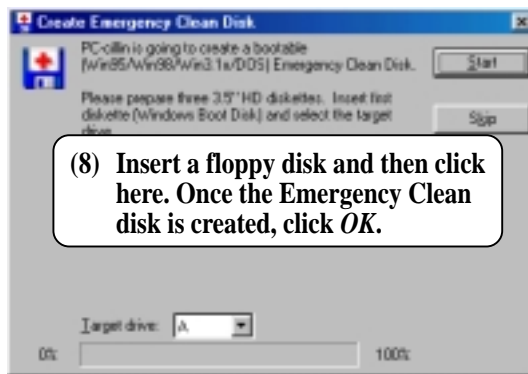 Create Emergency Clean Disk
PC-cillin is going to create a bootable
(Win95/Win98/Win3.1x/DOS) Emergency Clean Disk.
Start
Please prepare three 3.5" HD diskettes. Insert first
diskette (Windows Boot Disk) and select the target
drive.
Skip
(8) Insert a floppy disk and then click
here. Once the Emergency Clean
disk is created, click OK.
Target drive: A
0% 100%